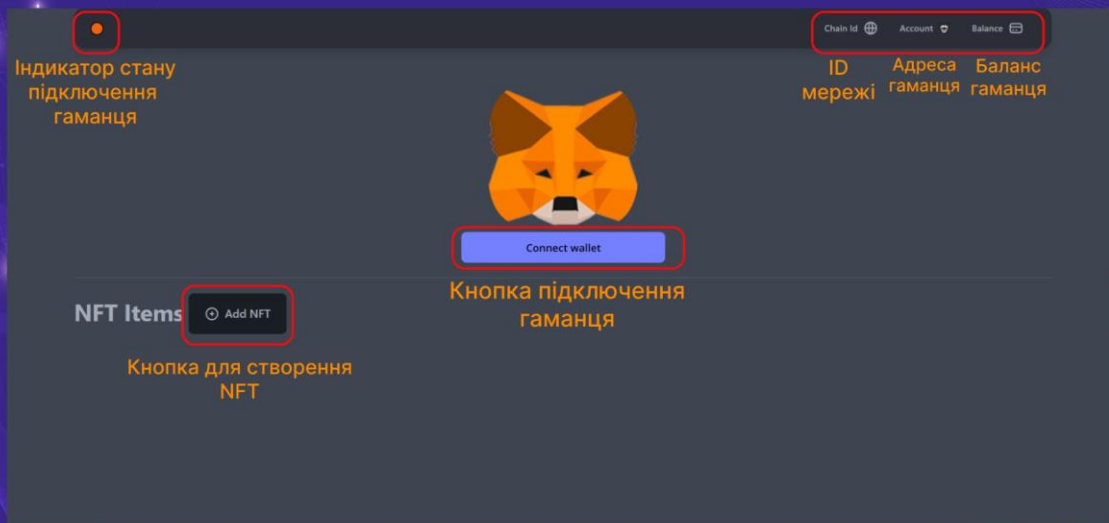 Chain Id Account Balance
Індикатор стану
підключення
гаманця
ID
мережі
Адреса
гаманця
Баланс
гаманця
Connect wallet
Кнопка підключення
гаманця
NFT Items Add NFT
Кнопка для створення
NFT